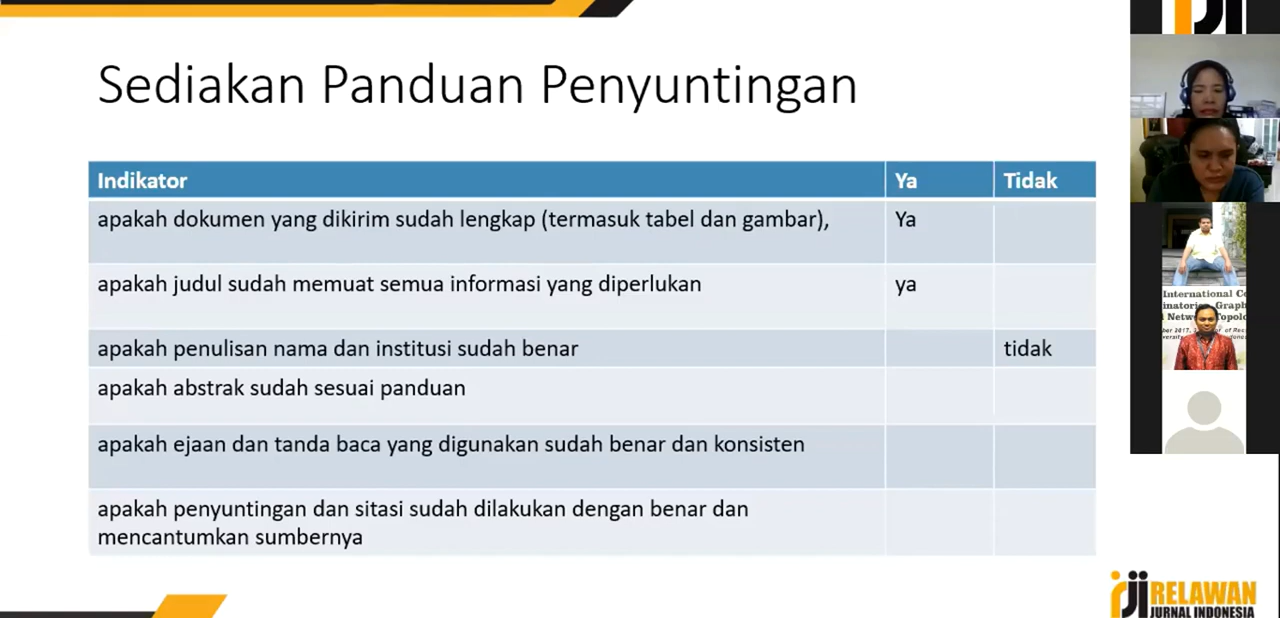 Sediakan Panduan Penyuntingan
Indikator Ya Tidak
apakah dokumen yang dikirim sudah lengkap (termasuk tabel dan gambar), Ya
apakah judul sudah memuat semua informasi yang diperlukan ya
apakah penulisan nama dan institusi sudah benar tidak
apakah abstrak sudah sesuai panduan
apakah ejaan dan tanda baca yang digunakan sudah benar dan konsisten
apakah penyuntingan dan sitasi sudah dilakukan dengan benar dan
mencantumkan sumbernya
International Co
Network Topolo
2017,
RELAWAN
JURNAL INDONESIA